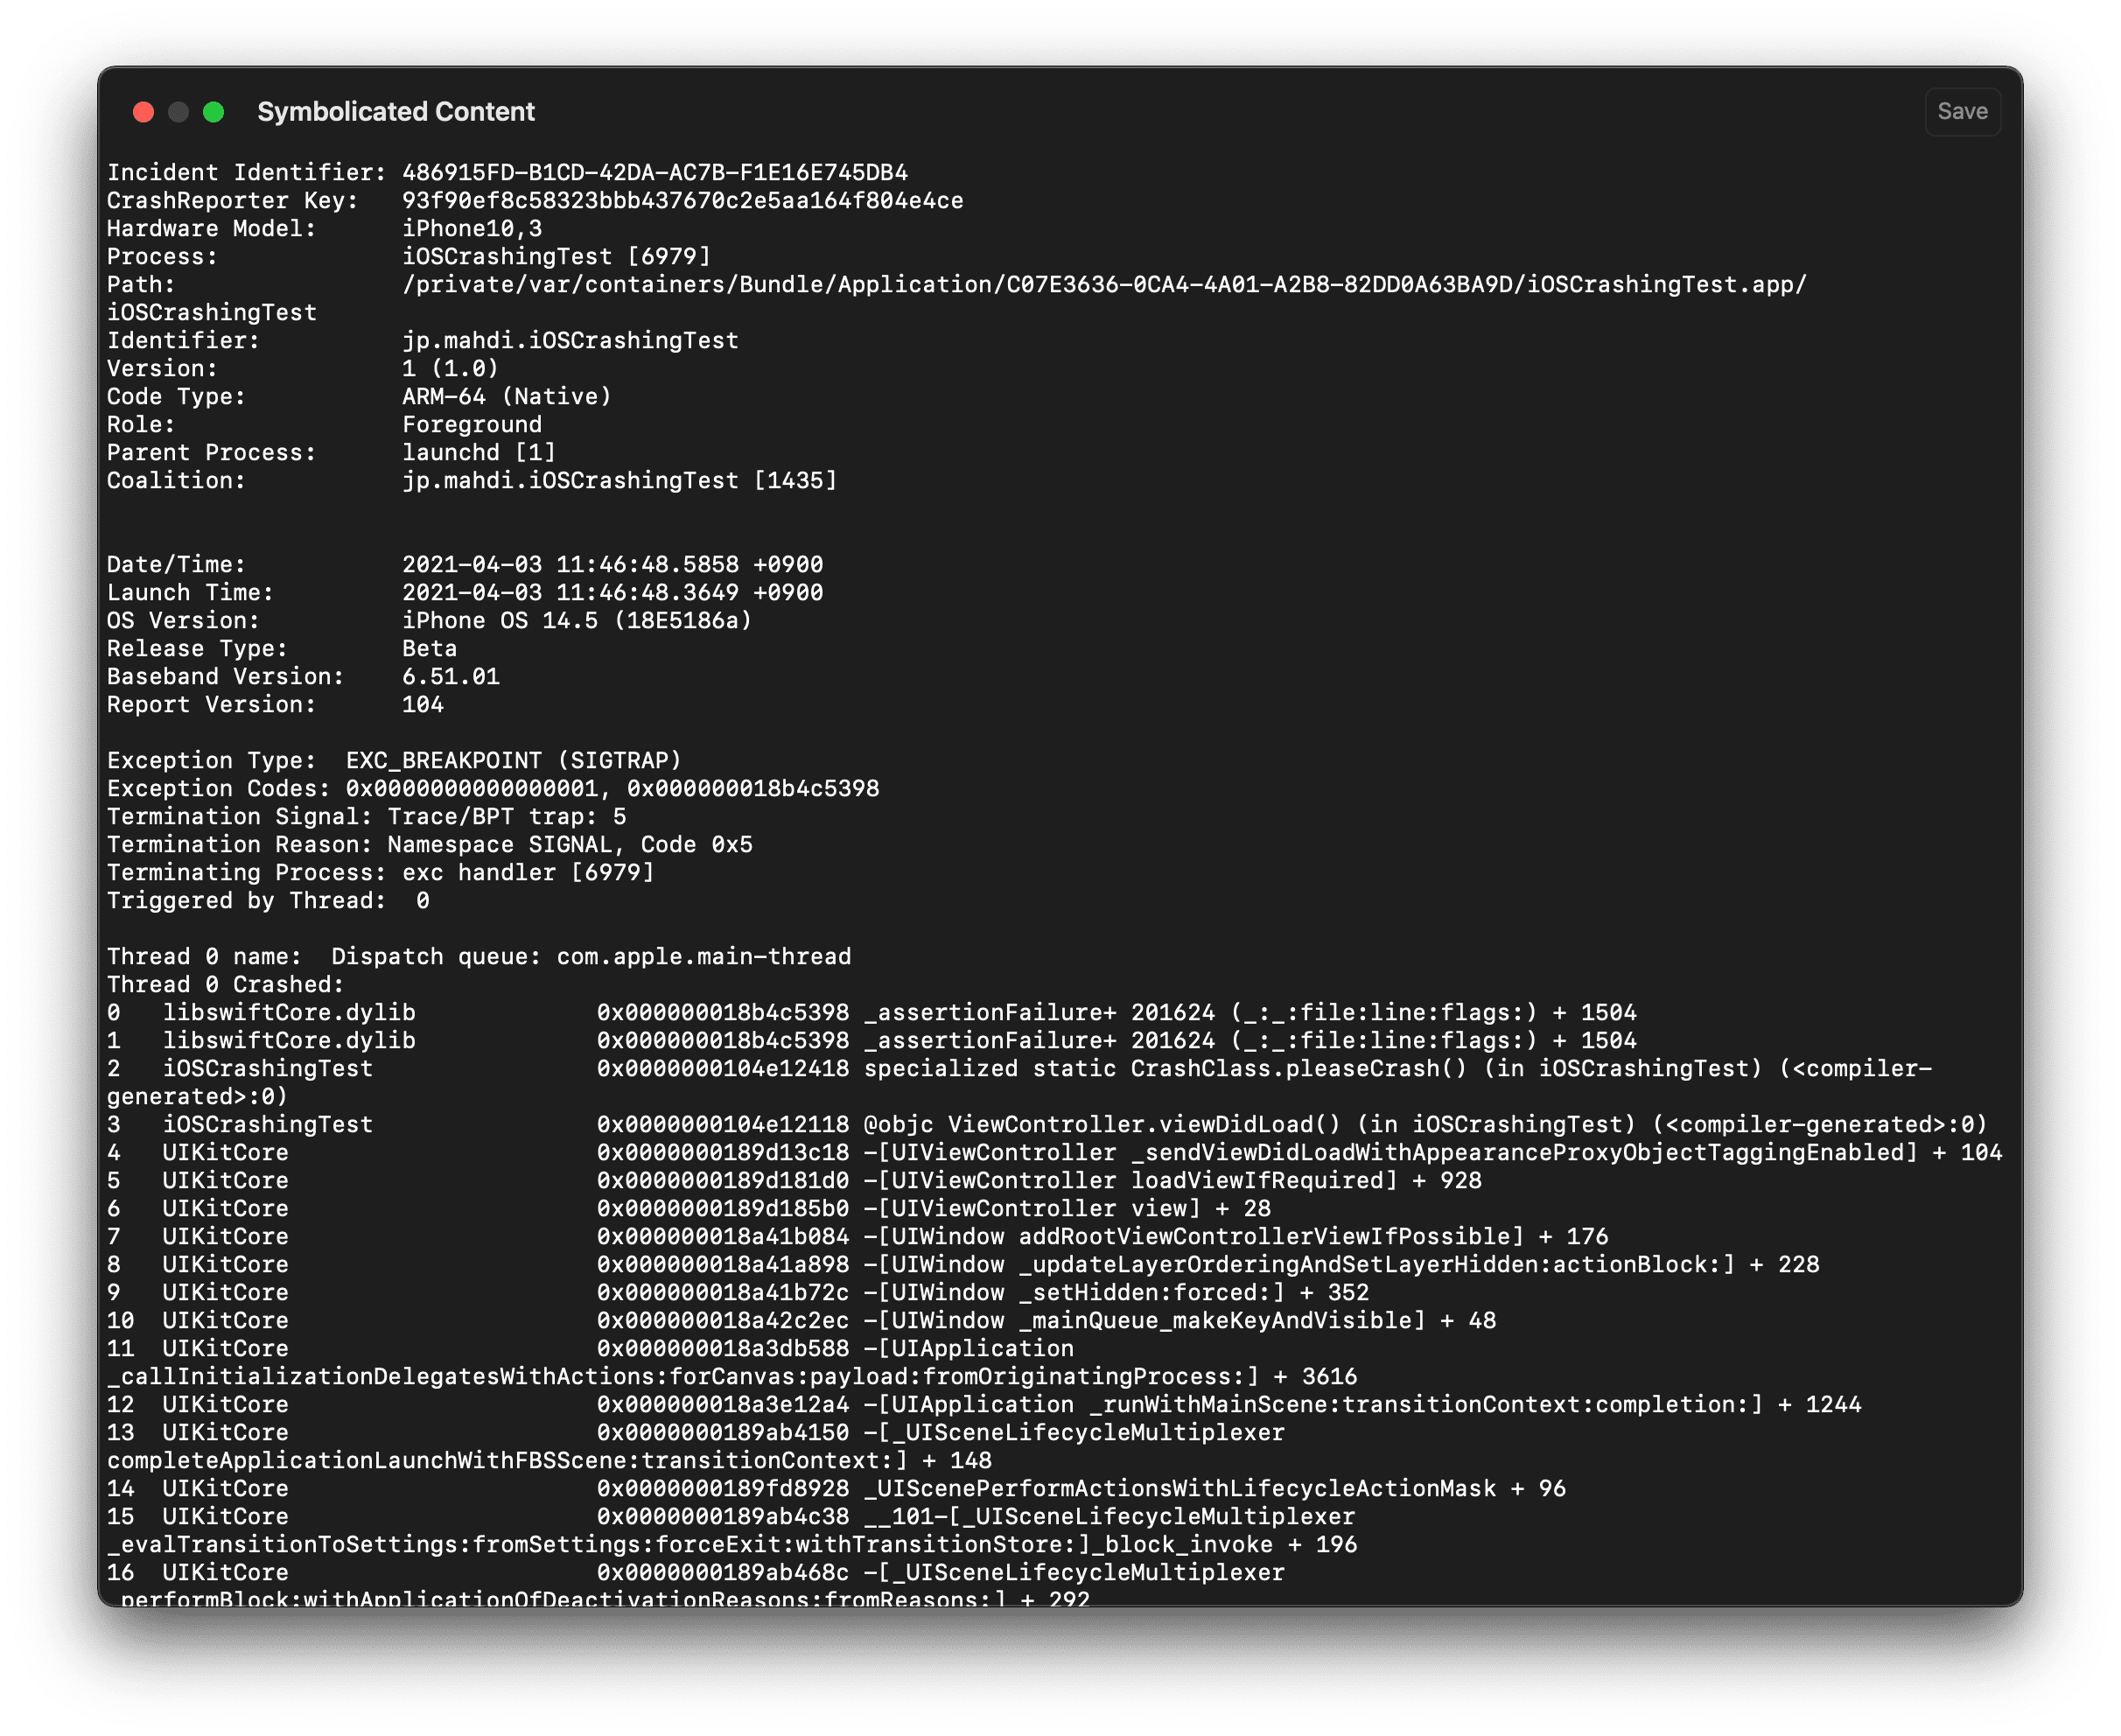 Symbolicated Content
Save
Incident Identifier: 486915FD-B1CD-42DA-AC7B-F1E16E745DB4
CrashReporter Key:   93f90ef8c58323bbb437670c2e5aa164f804e4ce
Hardware Model:      iPhone10,3
Process:             iOSCrashingTest [6979]
Path:                /private/var/containers/Bundle/Application/C07E3636-0CA4-4A01-A2B8-82DD0A63BA9D/iOSCrashingTest.app/
iOSCrashingTest
Identifier:          jp.mahdi.iOSCrashingTest
Version:             1 (1.0)
Code Type:           ARM-64 (Native)
Role:                Foreground
Parent Process:      launchd [1]
Coalition:           jp.mahdi.iOSCrashingTest [1435]
Date/Time:           2021-04-03 11:46:48.5858 +0900
Launch Time:         2021-04-03 11:46:48.3649 +0900
OS Version:          iPhone OS 14.5 (18E5186a)
Release Type:        Beta
Baseband Version:    6.51.01
Report Version:      104
Exception Type:  EXC_BREAKPOINT (SIGTRAP)
Exception Codes: 0x0000000000000001, 0x000000018b4c5398
Termination Signal: Trace/BPT trap: 5
Termination Reason: Namespace SIGNAL, Code 0x5
Terminating Process: exc handler [6979]
Triggered by Thread:  0
Thread 0 name:  Dispatch queue: com.apple.main-thread
Thread 0 Crashed:
0   libswiftCore.dylib             0x000000018b4c5398 _assertionFailure+ 201624 (_:_:file:line:flags:) + 1504
1   libswiftCore.dylib             0x000000018b4c5398 _assertionFailure+ 201624 (_:_:file:line:flags:) + 1504
2   iOSCrashingTest                0x0000000104e12418 specialized static CrashClass.pleaseCrash() (in iOSCrashingTest) (<compiler-
generated>:0)
3   iOSCrashingTest                0x0000000104e12118 @objc ViewController.viewDidLoad() (in iOSCrashingTest) (<compiler-generated>:0)
4   UIKitCore                      0x0000000189d13c18 -[UIViewController _sendViewDidLoadWithAppearanceProxyObjectTaggingEnabled] + 104
5   UIKitCore                      0x0000000189d181d0 -[UIViewController loadViewIfRequired] + 928
6   UIKitCore                      0x0000000189d185b0 -[UIViewController view] + 28
7   UIKitCore                      0x000000018a41b084 -[UIWindow addRootViewControllerViewIfPossible] + 176
8   UIKitCore                      0x000000018a41a898 -[UIWindow _updateLayerOrderingAndSetLayerHidden:actionBlock:] + 228
9   UIKitCore                      0x000000018a41b72c -[UIWindow _setHidden:forced:] + 352
10  UIKitCore                      0x000000018a42c2ec -[UIWindow _mainQueue_makeKeyAndVisible] + 48
11  UIKitCore                      0x000000018a3db588 -[UIApplication
_callInitializationDelegatesWithActions:forCanvas:payload:fromOriginatingProcess:] + 3616
12  UIKitCore                      0x000000018a3e12a4 -[UIApplication _runWithMainScene:transitionContext:completion:] + 1244
13  UIKitCore                      0x0000000189ab4150 -[_UISceneLifecycleMultiplexer
completeApplicationLaunchWithFBSScene:transitionContext:] + 148
14  UIKitCore                      0x0000000189fd8928 _UIScenePerformActionsWithLifecycleActionMask + 96
15  UIKitCore                      0x0000000189ab4c38 __101-[_UISceneLifecycleMultiplexer
_evalTransitionToSettings:fromSettings:forceExit:withTransitionStore:]_block_invoke + 196
16  UIKitCore                      0x0000000189ab468c -[_UISceneLifecycleMultiplexer
_performBlock:withApplicationOfDeactivationReasons:fromReasons:] + 292